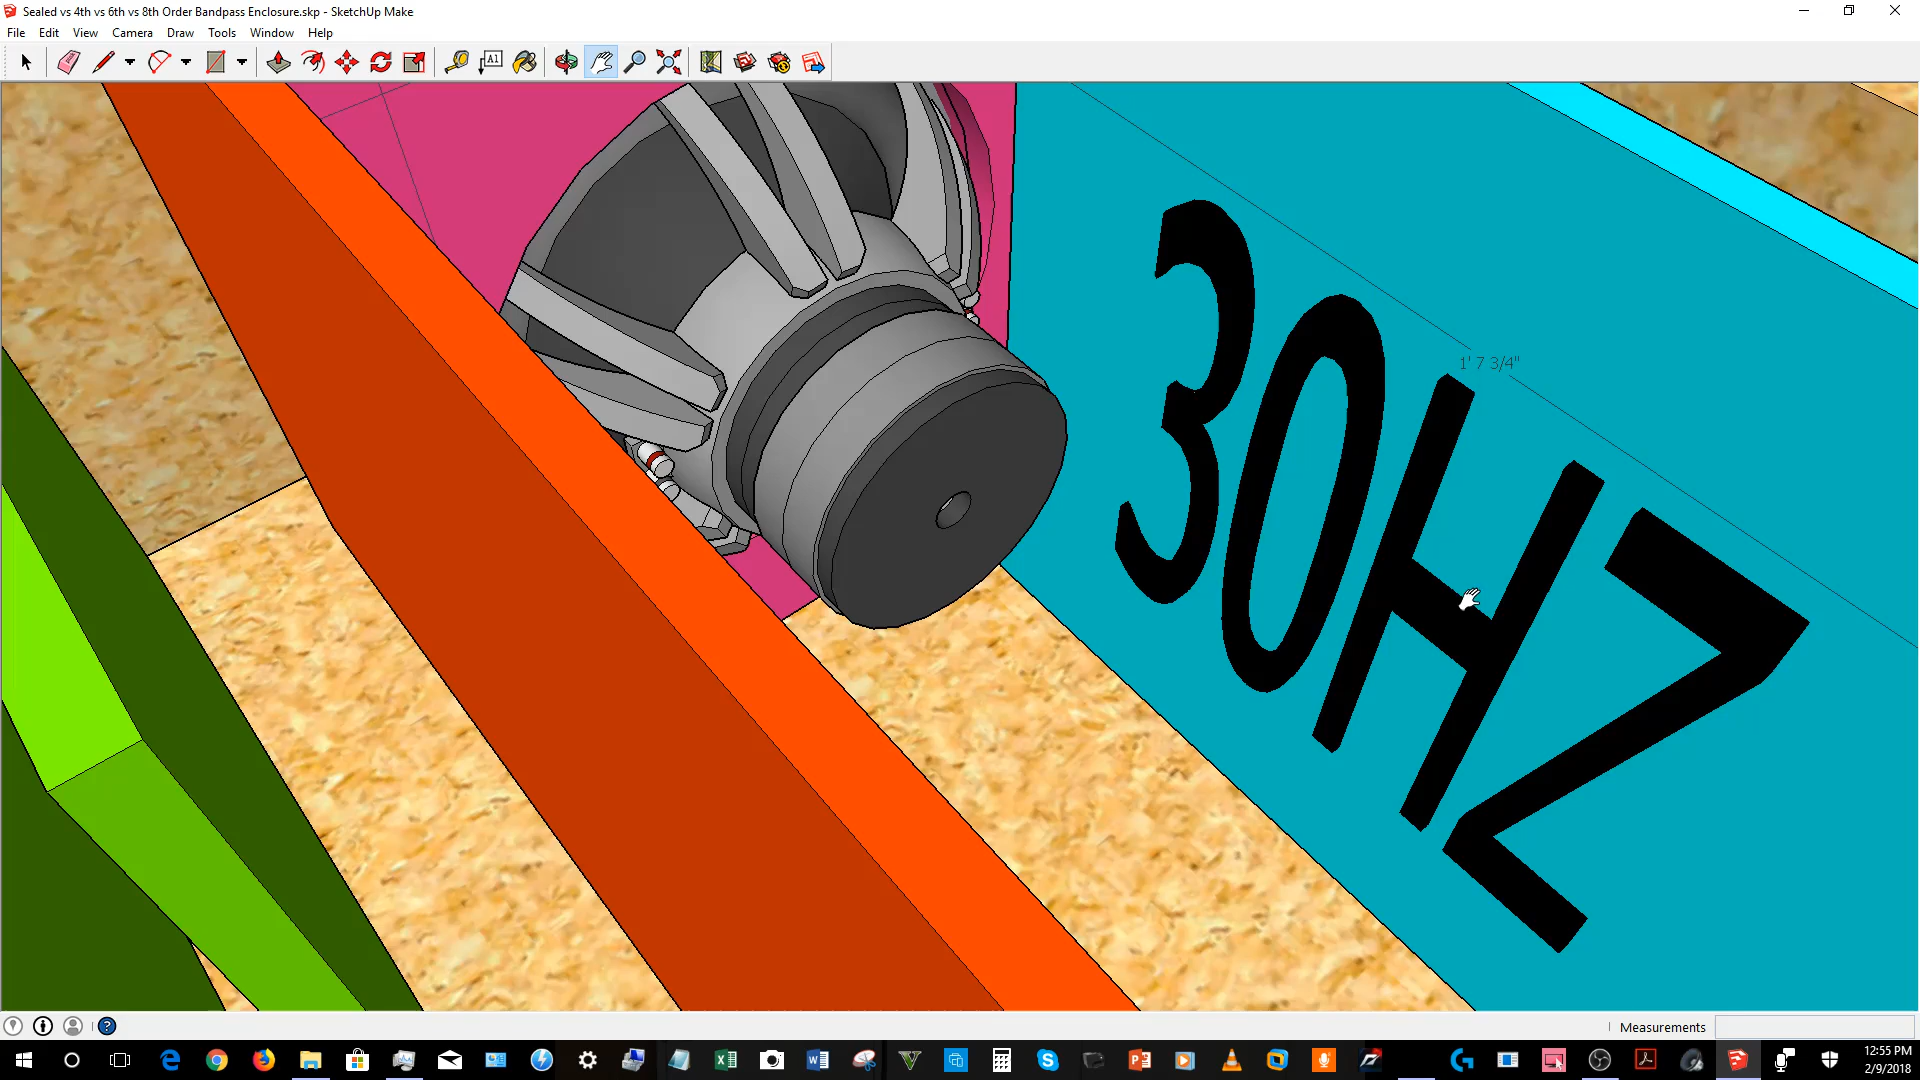 Sealed vs 4th vs 6th vs 8th Order Bandpass Enclosure.skp - SketchUp Make
File Edit View Camera Draw Tools Window Help
A1
1' 7 3/4"
30HZ
Measurements
12:55 PM
2/9/2018